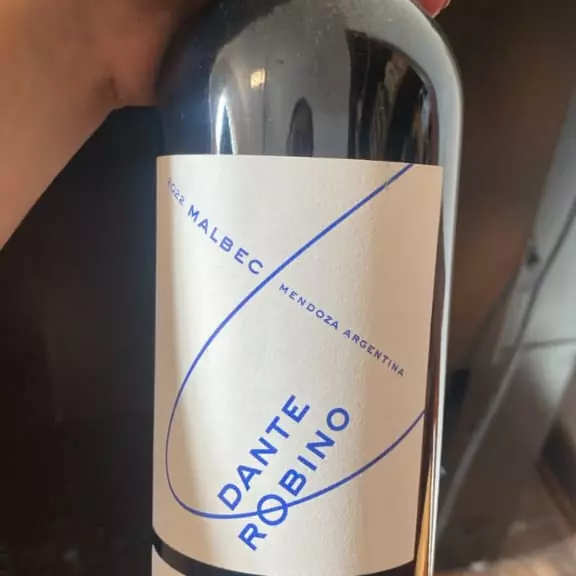 2022 MALBEC
MENDOZA ARGENTINA
DANTE
ROBINO